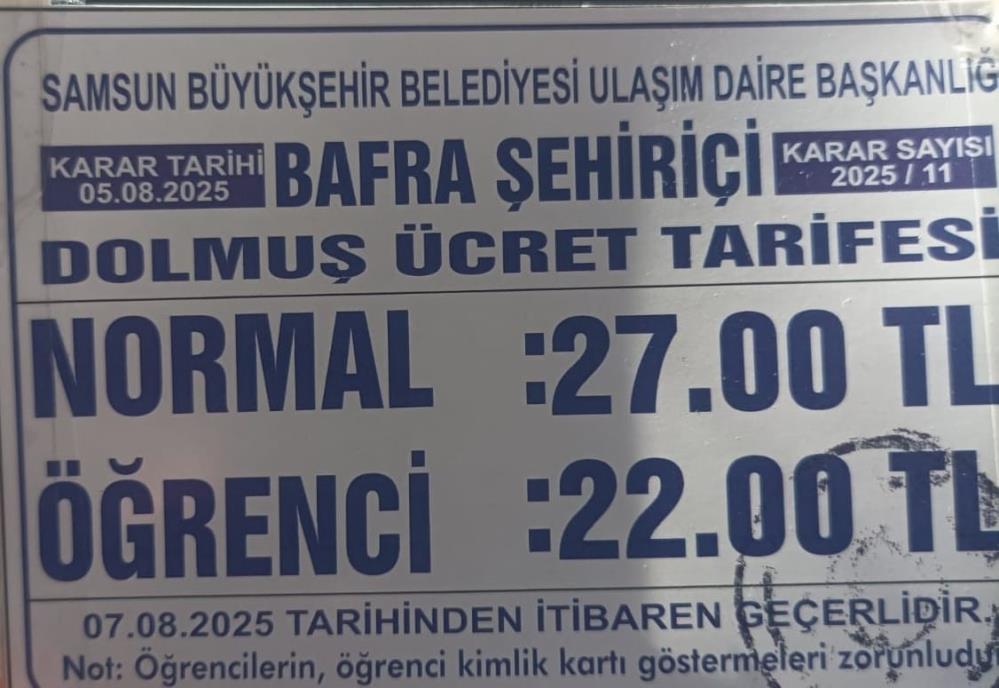 SAMSUN BÜYÜKŞEHİR BELEDİYESİ ULAŞIM DAİRE BAŞKANLIĞ
KARAR TARİHİ
05.08.2025
BAFRA ŞEHİRİÇİ
KARAR SAYISI
2025 / 11
DOLMUŞ ÜCRET TARİFESİ
NORMAL :27.00 TL
ÖĞRENCİ :22.00 TL
07.08.2025 TARİHİNDEN İTİBAREN GEÇERLİDİR.
Not: Öğrencilerin, öğrenci kimlik kartı göstermeleri zorunludu